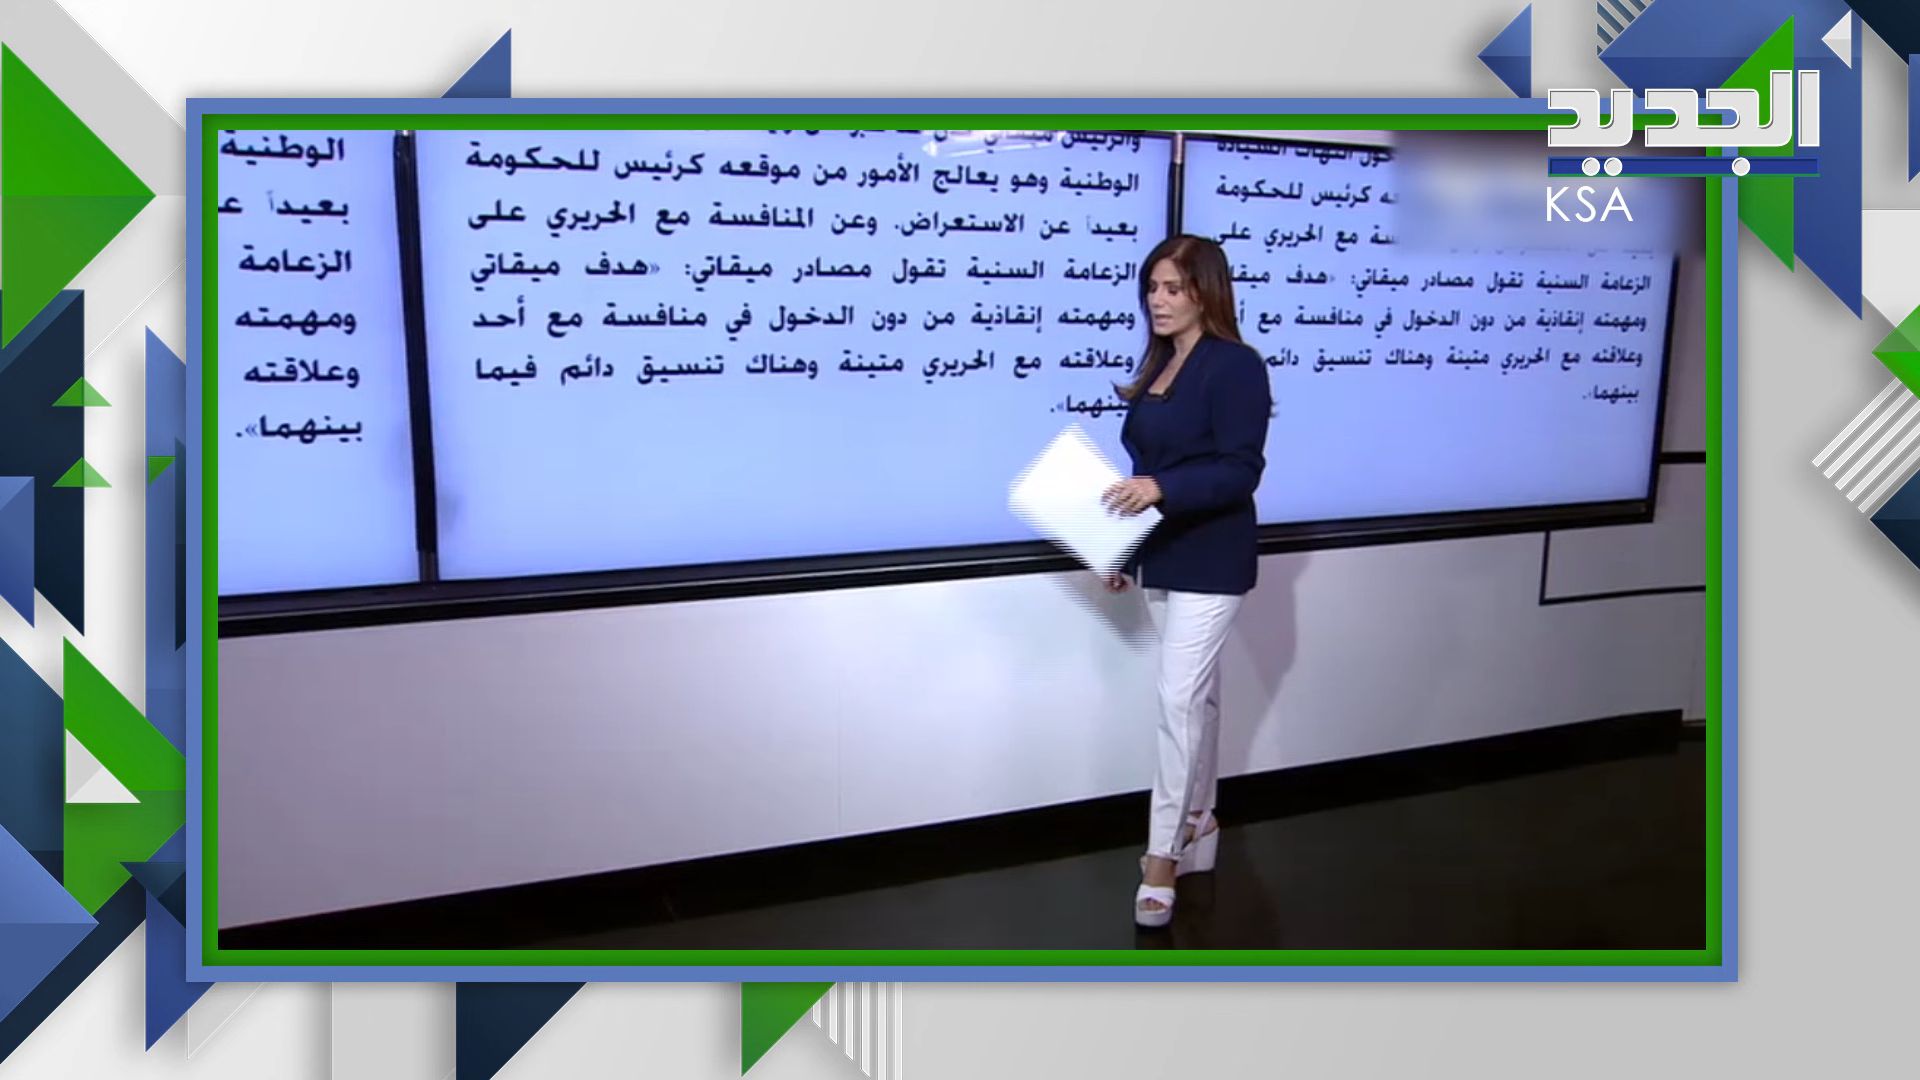 الجديد
KSA
والرئيس ميقاتي
الوطنية وهو يعالج الأمور من موقعه كرئيس للحكومة
بعيداً عن الاستعراض. وعن المنافسة مع الحريري على
الزعامة السنية تقول مصادر ميقاتي: «هدف ميقاتي
ومهمته إنقاذية من دون الدخول في منافسة مع أحد
وعلاقته مع الحريري متينة وهناك تنسيق دائم فيما
بينهما».
كرئيس للحكومة
مع الحريري على
الزعامة السنية تقول مصادر ميقاتي: «هدف
ومهمته إنقاذية من دون الدخول في منافسة مع
وعلاقته مع الحريري متينة وهناك تنسيق دائم
بينهما».
الوطنية
بعيداً
الزعامة
ومهمته
وعلاقته
بينهما».